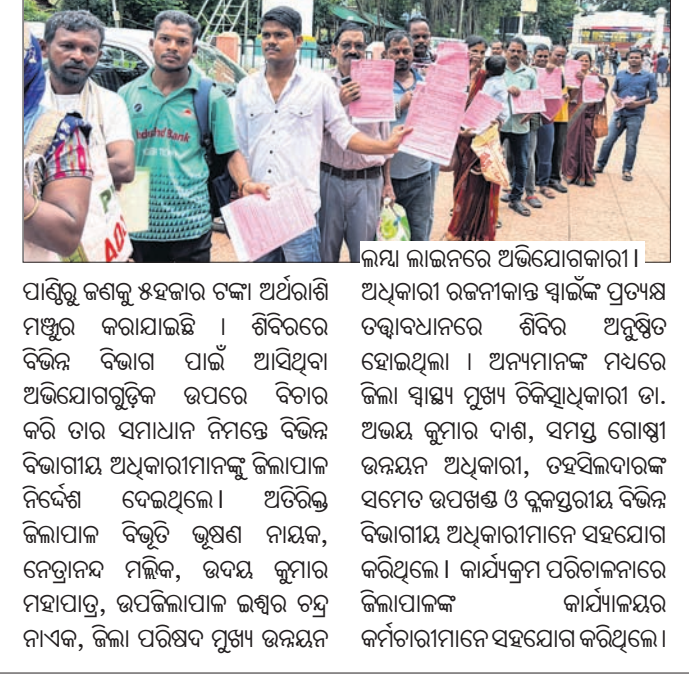 Indusind Bank
ଲମ୍ବା ଲାଇନରେ ଅଭିଯୋଗକାରୀ।
ପାଣ୍ଠିରୁ ଜଣକୁ ୫ହଜାର ଟଙ୍କା ଅର୍ଥରାଶି
ମଞ୍ଜୁର କରାଯାଇଛି । ଶିବିରରେ
ବିଭିନ୍ନ ବିଭାଗ ପାଇଁ ଆସିଥିବା
ଅଭିଯୋଗଗୁଡ଼ିକ ଉପରେ ବିଚାର
କରି ତାର ସମାଧାନ ନିମନ୍ତେ ବିଭିନ୍ନ
ବିଭାଗୀୟ ଅଧିକାରୀମାନଙ୍କୁ ଜିଲାପାଳ
ନିର୍ଦ୍ଦେଶ ଦେଇଥିଲେ। ଅତିରିକ୍ତ
ଜିଲାପାଳ ବିଭୂତି ଭୂଷଣ ନାୟକ,
ନେତ୍ରାନନ୍ଦ ମଲ୍ଲିକ, ଉଦୟ କୁମାର
ମହାପାତ୍ର, ଉପଜିଲାପାଳ ଇଶ୍ୱର ଚନ୍ଦ୍ର
ନାଏକ, ଜିଲା ପରିଷଦ ମୁଖ୍ୟ ଉନ୍ନୟନ
ଅଧିକାରୀ ରଜନୀକାନ୍ତ ସ୍ୱାଇଁଙ୍କ ପ୍ରତ୍ୟକ୍ଷ
ତତ୍ତ୍ୱାବଧାନରେ ଶିବିର ଅନୁଷ୍ଠିତ
ହୋଇଥିଲା । ଅନ୍ୟମାନଙ୍କ ମଧ୍ୟରେ
ଜିଲା ସ୍ୱାସ୍ଥ୍ୟ ମୁଖ୍ୟ ଚିକିତ୍ସାଧିକାରୀ ଡା.
ଅଭୟ କୁମାର ଦାଶ, ସମସ୍ତ ଗୋଷ୍ଠୀ
ଉନ୍ନୟନ ଅଧିକାରୀ, ତହସିଲଦାରଙ୍କ
ସମେତ ଉପଖଣ୍ଡ ଓ ବ୍ଲକସ୍ତରୀୟ ବିଭିନ୍ନ
ବିଭାଗୀୟ ଅଧିକାରୀମାନେ ସହଯୋଗ
କରିଥିଲେ। କାର୍ଯ୍ୟକ୍ରମ ପରିଚାଳନାରେ
ଜିଲାପାଳଙ୍କ କାର୍ଯ୍ୟାଳୟର
କର୍ମଚାରୀମାନେ ସହଯୋଗ କରିଥିଲେ।